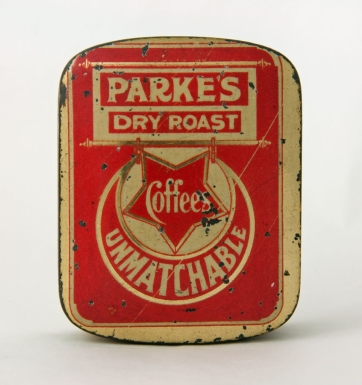 PARKE'S
DRY ROAST
Coffees
UNMATCHABLE